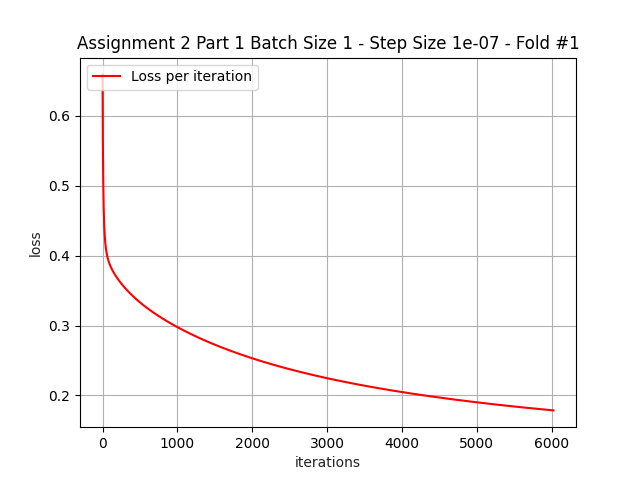 Assignment 2 Part 1 Batch Size 1 - Step Size 1e-07 - Fold #1
Loss per iteration
0.6
0.5
0.4
0.3
0.2
loss
0 1000 2000 3000 4000 5000 6000
iterations